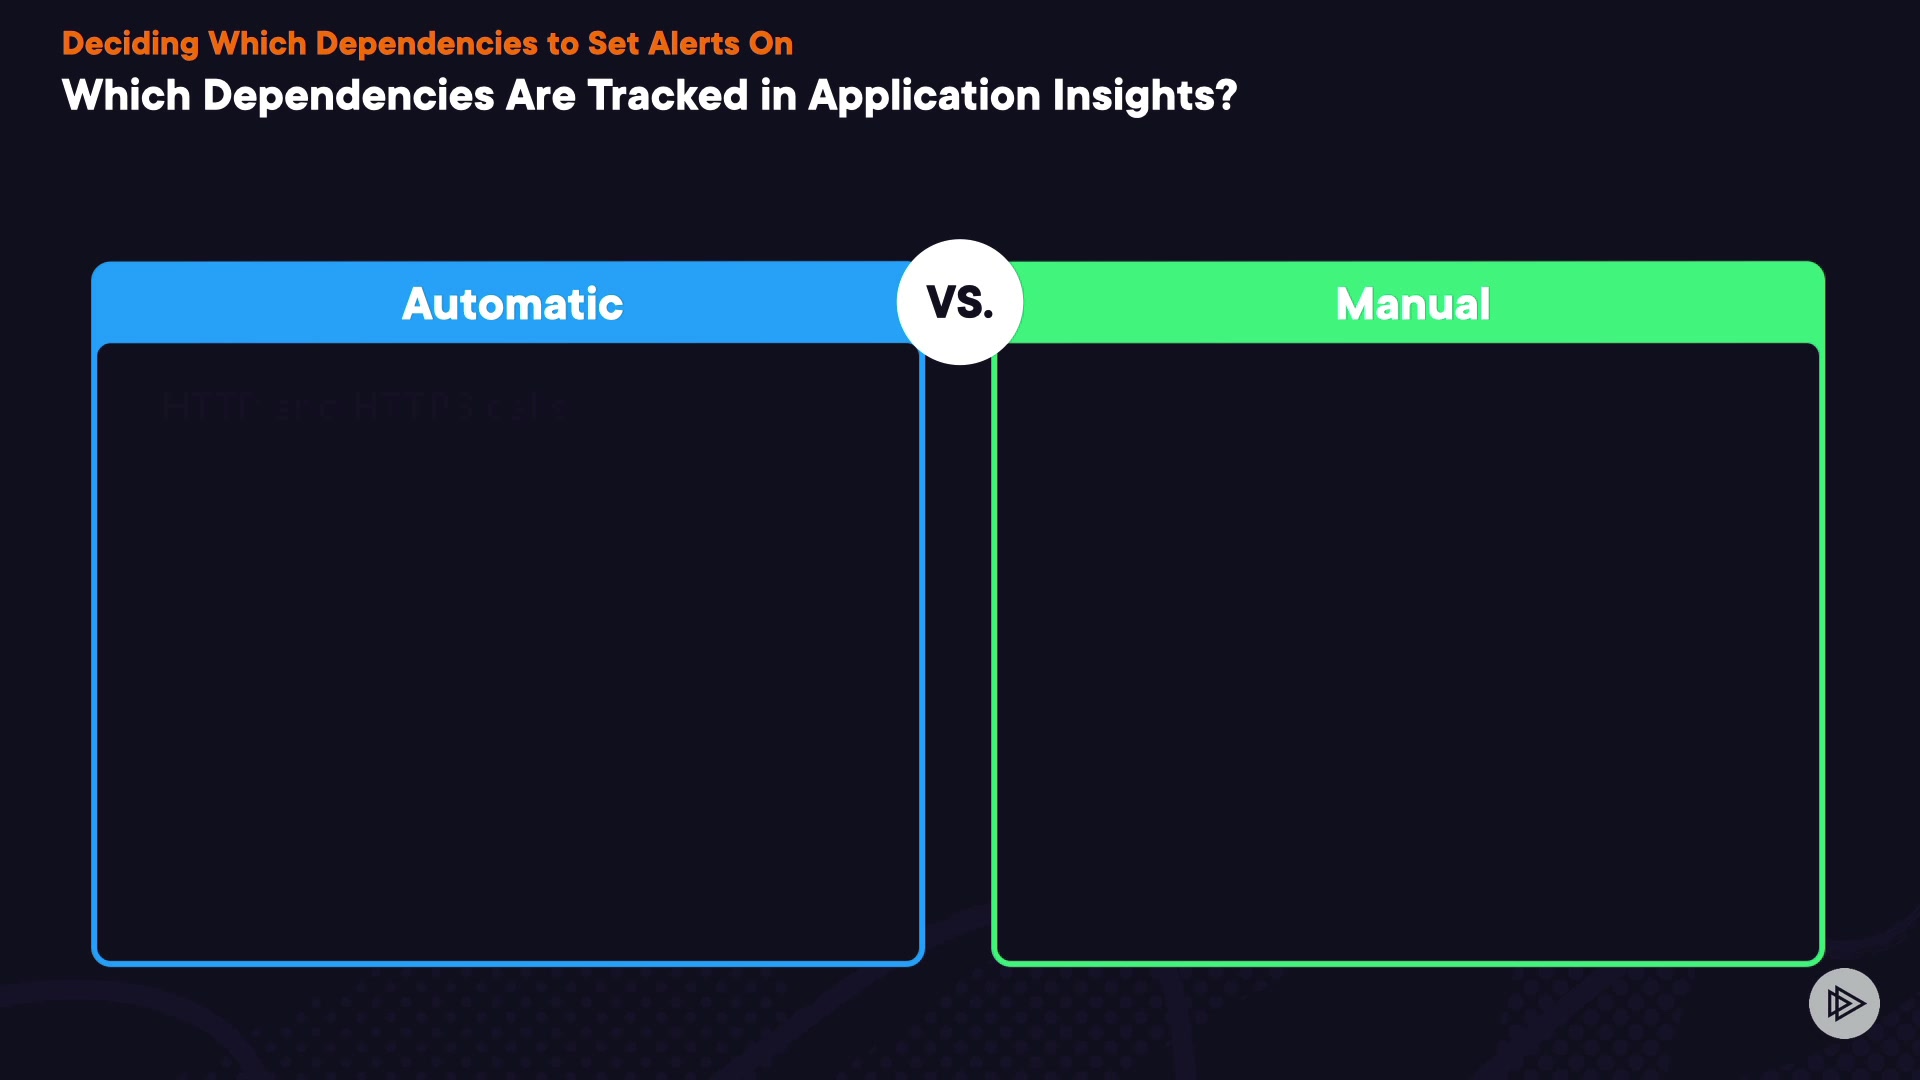 Deciding Which Dependencies to Set Alerts On
Which Dependencies Are Tracked in Application Insights?
Automatic
VS.
Manual
HTTP and HTTPS calls